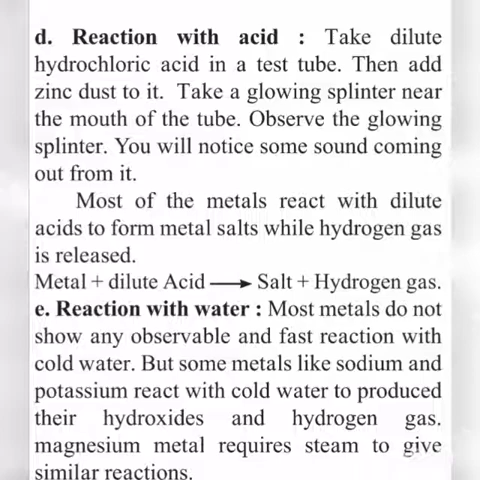 d. Reaction with acid : Take dilute
hydrochloric acid in a test tube. Then add
zinc dust to it. Take a glowing splinter near
the mouth of the tube. Observe the glowing
splinter. You will notice some sound coming
out from it.
Most of the metals react with dilute
acids to form metal salts while hydrogen gas
is released.
Metal + dilute Acid ⟶ Salt + Hydrogen gas.
e. Reaction with water : Most metals do not
show any observable and fast reaction with
cold water. But some metals like sodium and
potassium react with cold water to produced
their hydroxides and hydrogen gas.
magnesium metal requires steam to give
similar reactions.